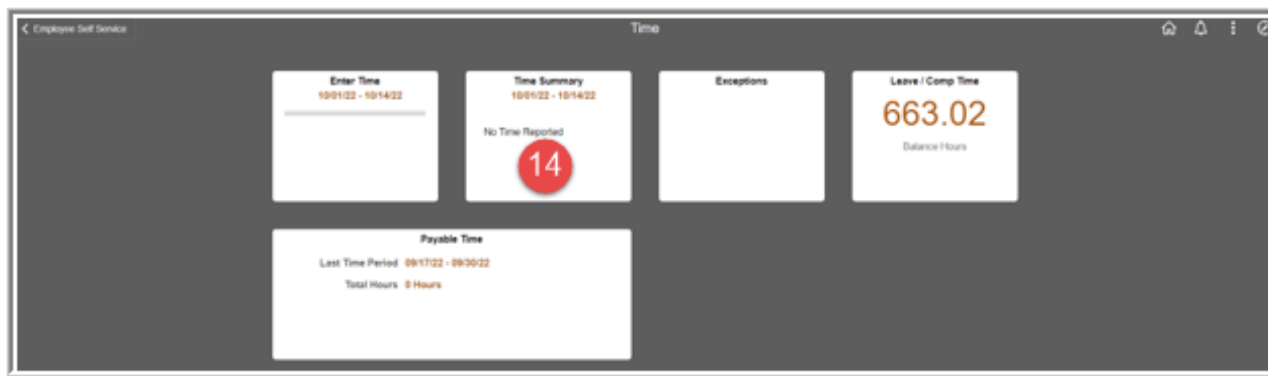 Employee Self Service
Time
Enter Time
10/01/22 - 10/14/22
Time Summary
10/01/22 - 10/14/22
No Time Reported
14
Exceptions
Leave / Comp Time
663.02
Balance Hours
Payable Time
Last Time Period 09/17/22 - 09/30/22
Total Hours 0 Hours